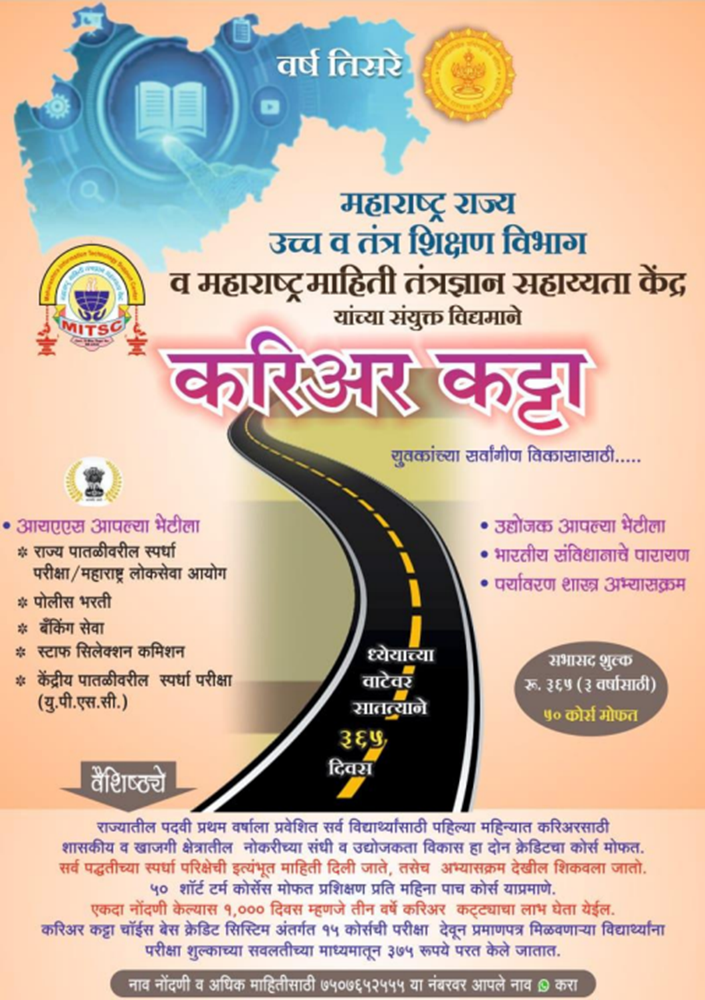 वर्ष तिसरे
महाराष्ट्र राज्य
उच्च व तंत्र शिक्षण विभाग
व महाराष्ट्र माहिती तंत्रज्ञान सहाय्यता केंद्र
यांच्या संयुक्त विद्यमाने
Maharashtra Information Technology Support Center
MITSC
करिअर कट्टा
युवकांच्या सर्वांगीण विकासासाठी.....
• आयएएस आपल्या भेटीला
❊ राज्य पातळीवरील स्पर्धा
परीक्षा/महाराष्ट्र लोकसेवा आयोग
❊ पोलीस भरती
❊ बँकिंग सेवा
❊ स्टाफ सिलेक्शन कमिशन
❊ केंद्रीय पातळीवरील स्पर्धा परीक्षा
(यु.पी.एस.सी.)
• उद्योजक आपल्या भेटीला
• भारतीय संविधानाचे पारायण
• पर्यावरण शास्त्र अभ्यासक्रम
ध्येयाच्या
वाटेवर
सातत्याने
३६५
दिवस
सभासद शुल्क
रू. ३६५ (३ वर्षासाठी)
५० कोर्स मोफत
वैशिष्ठ्ये
राज्यातील पदवी प्रथम वर्षाला प्रवेशित सर्व विद्यार्थ्यांसाठी पहिल्या महिन्यात करिअरसाठी
शासकीय व खाजगी क्षेत्रातील नोकरीच्या संधी व उद्योजकता विकास हा दोन क्रेडिटचा कोर्स मोफत.
सर्व पद्धतीच्या स्पर्धा परिक्षेची इत्यंभूत माहिती दिली जाते, तसेच अभ्यासक्रम देखील शिकवला जातो.
५० शॉर्ट टर्म कोर्सेस मोफत प्रशिक्षण प्रति महिना पाच कोर्स याप्रमाणे.
एकदा नोंदणी केल्यास १,००० दिवस म्हणजे तीन वर्षे करिअर कट्ट्याचा लाभ घेता येईल.
करिअर कट्टा चॉईस बेस क्रेडिट सिस्टिम अंतर्गत १५ कोर्सची परीक्षा देवून प्रमाणपत्र मिळवणाऱ्या विद्यार्थ्यांना
परीक्षा शुल्काच्या सवलतीच्या माध्यमातून ३७५ रूपये परत केले जातात.
नाव नोंदणी व अधिक माहितीसाठी ७५०७६५२५५५ या नंबरवर आपले नाव करा